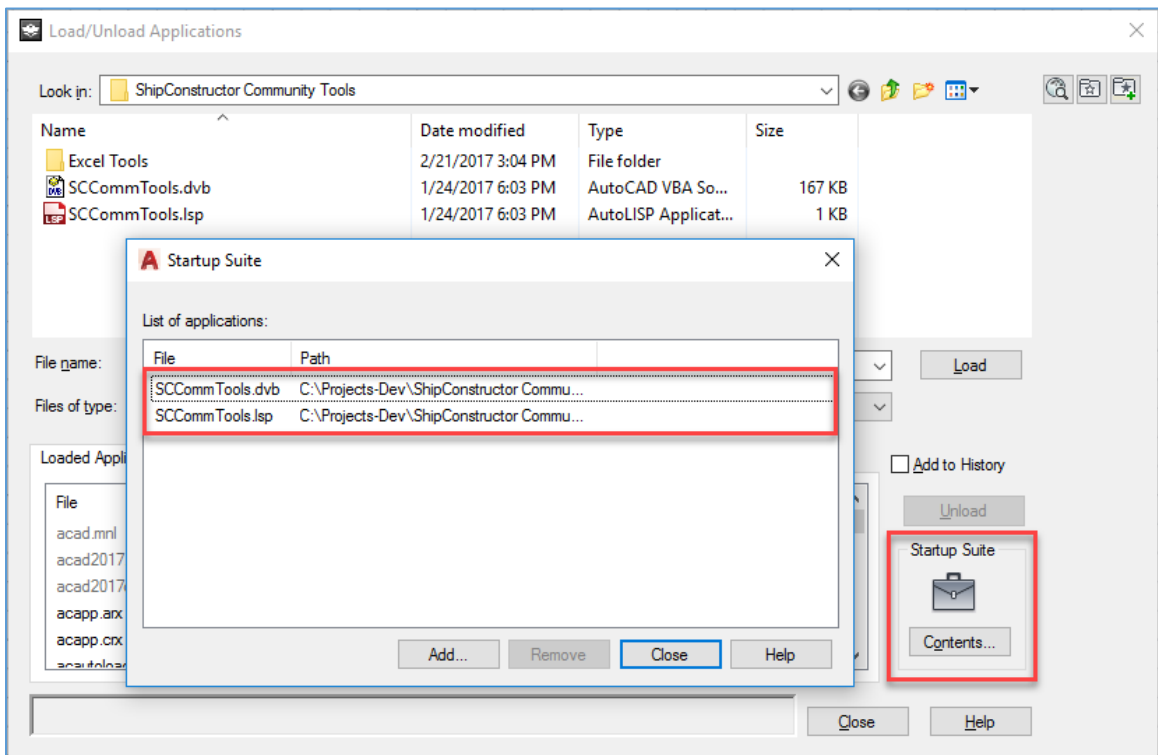 Load/Unload Applications
Look in: ShipConstructor Community Tools
Name Date modified Type Size
Excel Tools 2/21/2017 3:04 PM File folder
SCCommTools.dvb 1/24/2017 6:03 PM AutoCAD VBA So... 167 KB
SCCommTools.lsp 1/24/2017 6:03 PM AutoLISP Applicat... 1 KB
Startup Suite
List of applications:
File name:
File Path
Load
SCCommTools.dvb C:\Projects-Dev\ShipConstructor Commu...
Files of type:
SCCommTools.lsp C:\Projects-Dev\ShipConstructor Commu...
Loaded Appli
Add to History
File
Unload
acad.mnl
acad2017
Startup Suite
acad2017
acapp.arx
acapp.crx
Contents...
acautoload
Add... Remove Close Help
Close Help